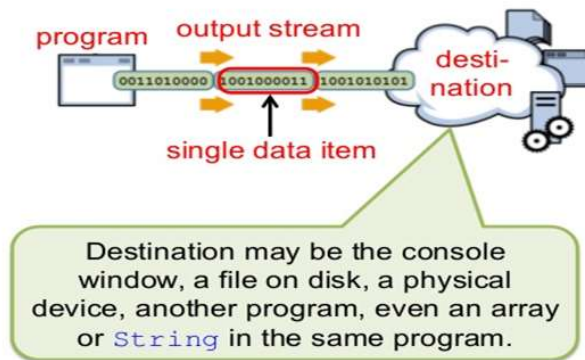 program
output stream
desti-
nation
0011010000 1001000011 1001010101
single data item
Destination may be the console
window, a file on disk, a physical
device, another program, even an array
or String in the same program.